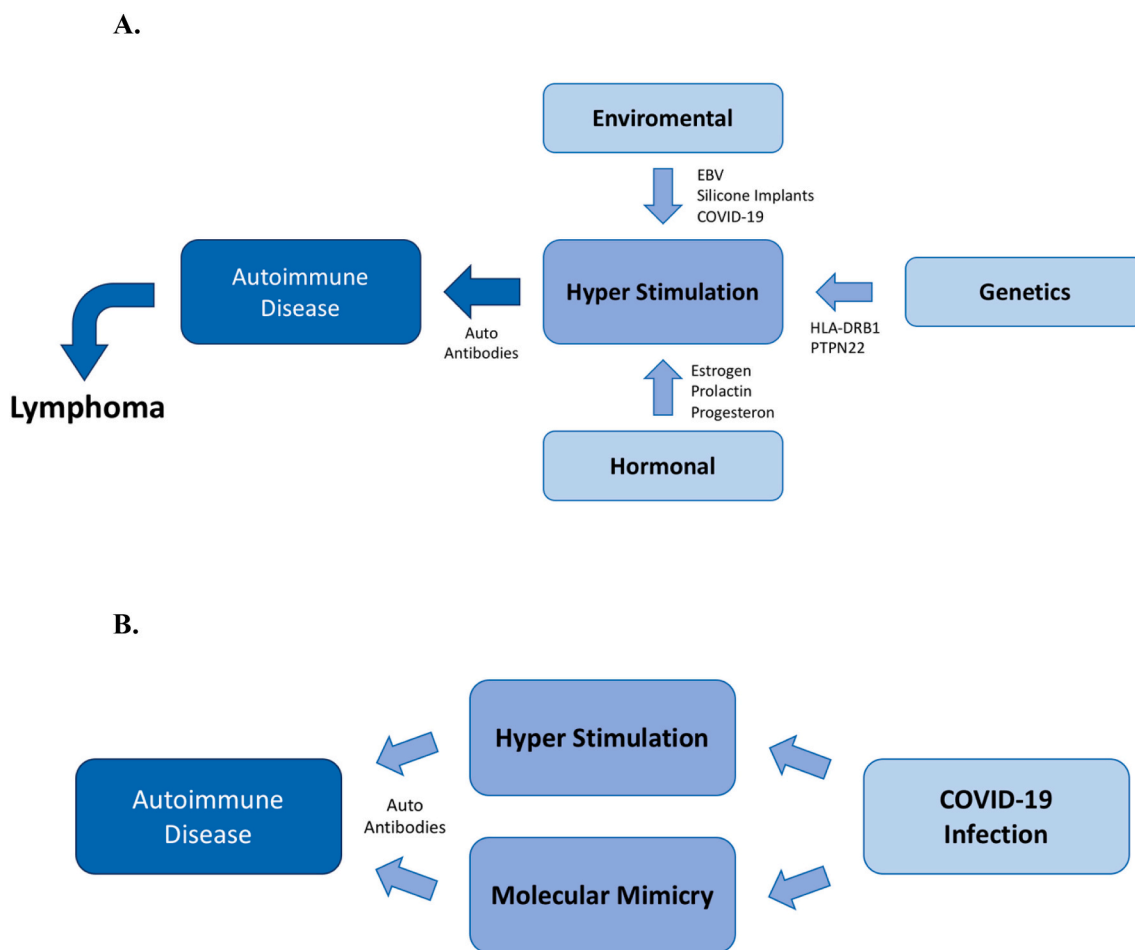 A.
Enviromental
EBV
Silicone Implants
COVID-19
Autoimmune
Disease
Hyper Stimulation
Genetics
Auto
Antibodies
HLA-DRB1
PTPN22
Estrogen
Prolactin
Progesteron
Lymphoma
Hormonal
B.
Hyper Stimulation
Autoimmune
Disease
Auto
Antibodies
COVID-19
Infection
Molecular Mimicry